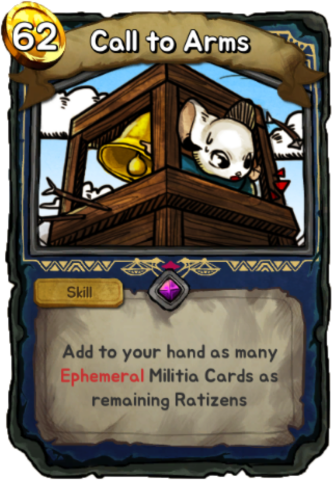 62
Call to Arms
Skill
Add to your hand as many
Ephemeral Militia Cards as
remaining Ratizens